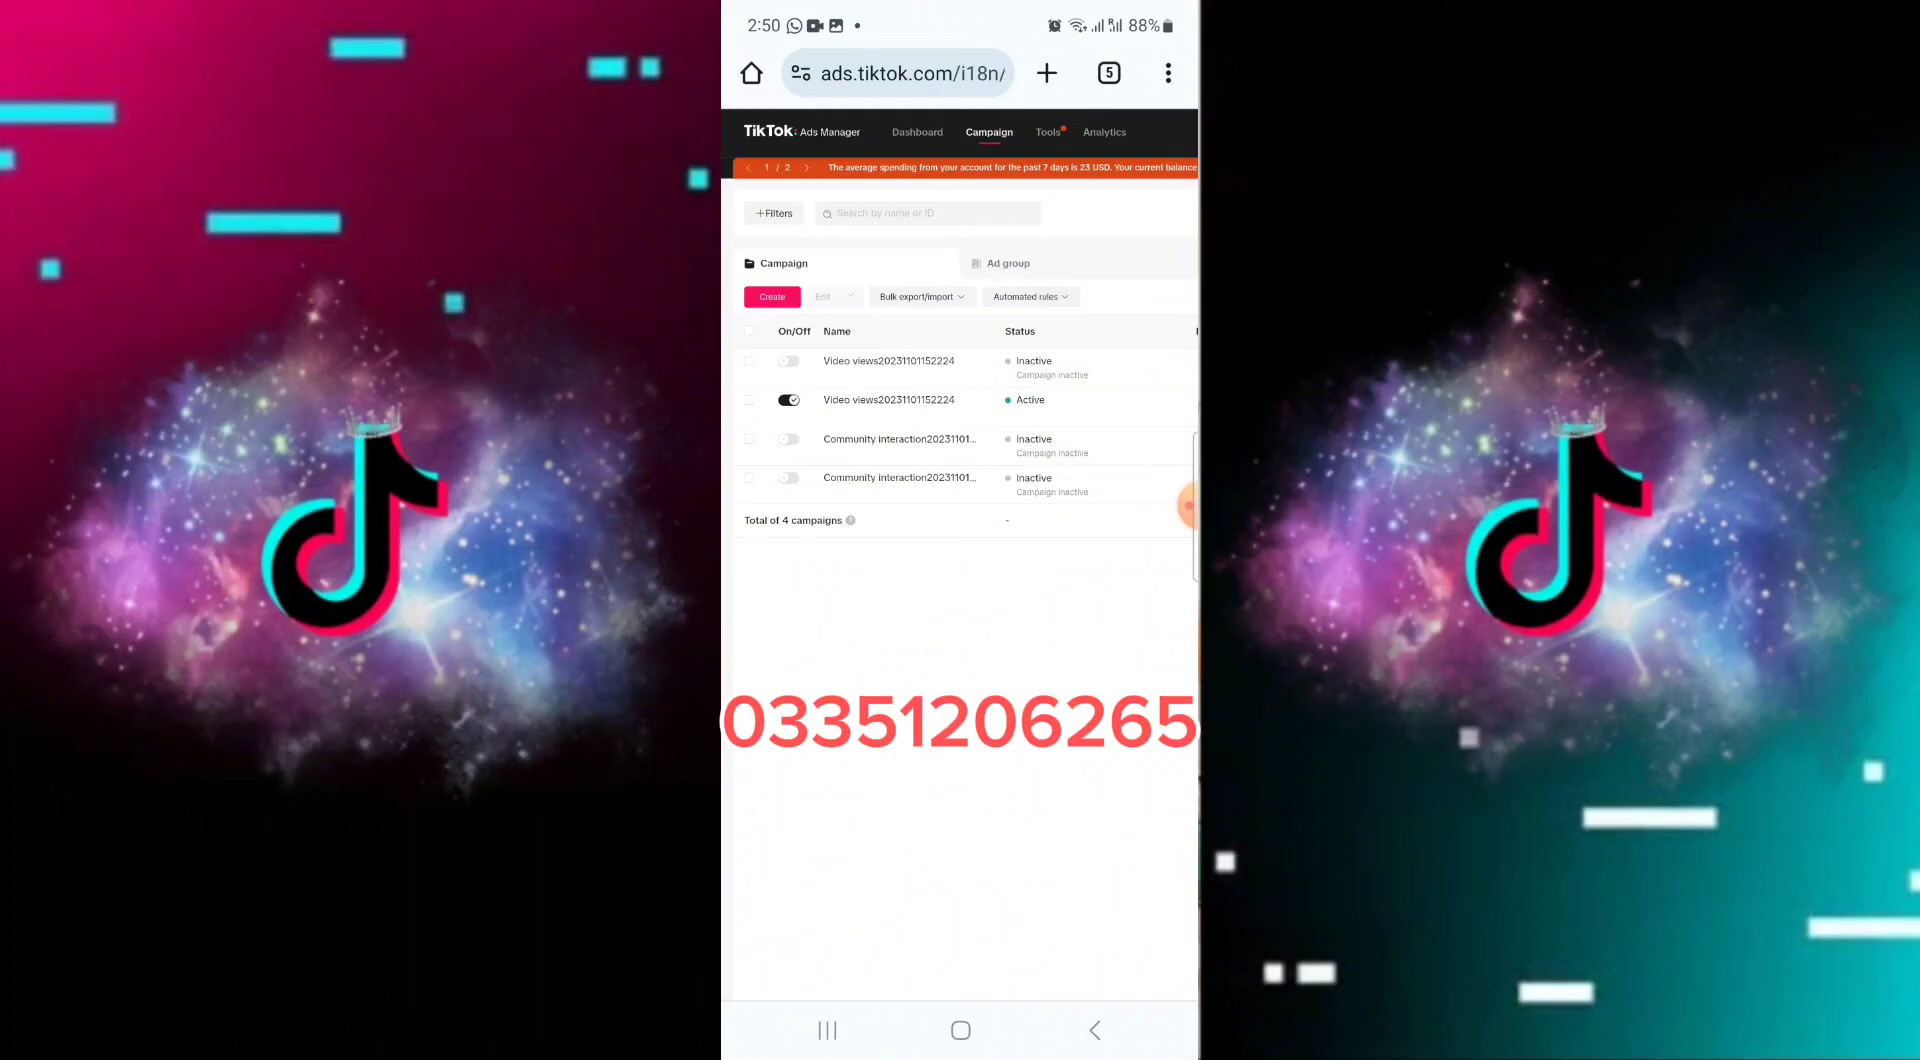 2:50 88%
ads.tiktok.com/i18n/ 5
TikTok: Ads Manager Dashboard Campaign Tools Analytics
1 / 2 The average spending from your account for the past 7 days is 23 USD. Your current balance
+Filters Search by name or ID
Campaign Ad group
Create Edit Bulk export/import Automated rules
On/Off Name Status
Video views20231101152224 Inactive
Campaign inactive
Video views20231101152224 Active
Community interaction20231101... Inactive
Campaign inactive
Community interaction20231101... Inactive
Campaign inactive
Total of 4 campaigns -
03351206265